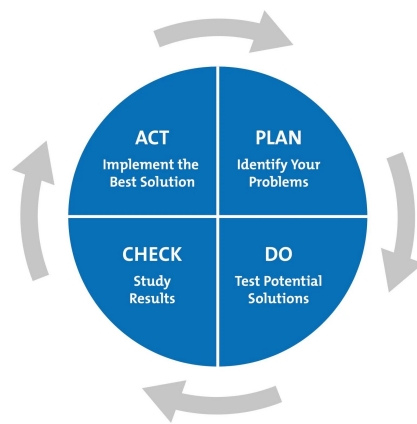 ACT
Implement the
Best Solution
PLAN
Identify Your
Problems
CHECK
Study
Results
DO
Test Potential
Solutions